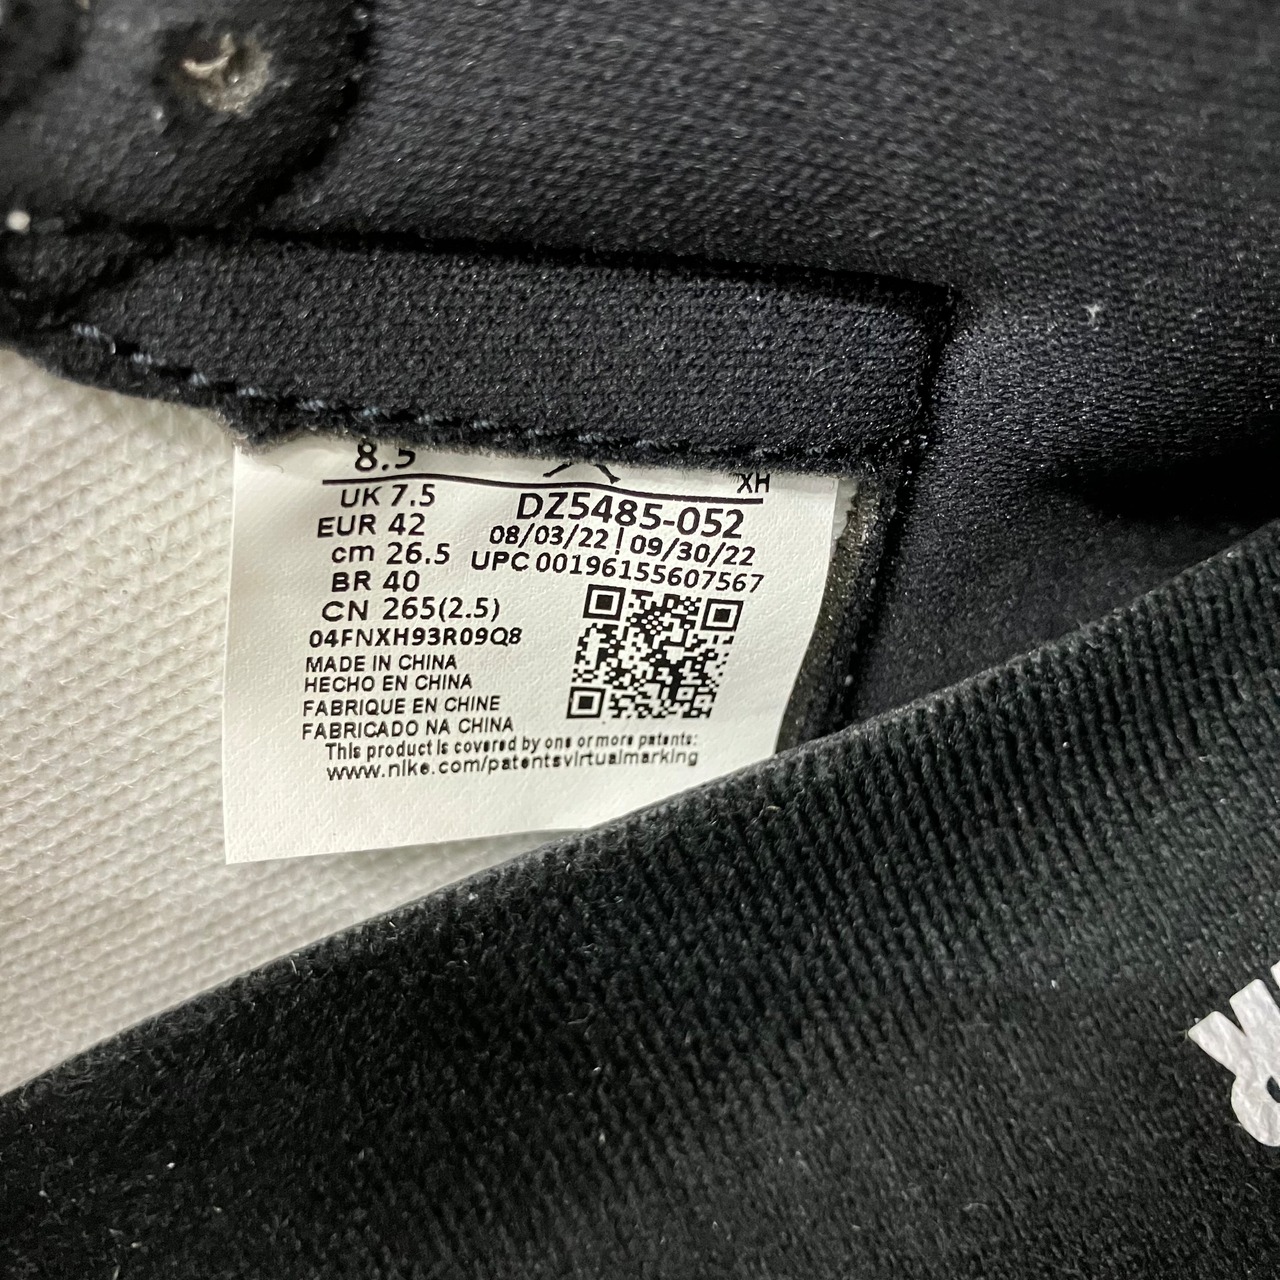 8.5
XH
UK 7.5
EUR 42
cm 26.5
BR 40
CN 265(2.5)
DZ5485-052
08/03/22 | 09/30/22
UPC 00196155607567
04FNXH93R09Q8
MADE IN CHINA
HECHO EN CHINA
FABRIQUE EN CHINE
FABRICADO NA CHINA
This product is covered by one or more patents:
www.nike.com/patentsvirtualmarking